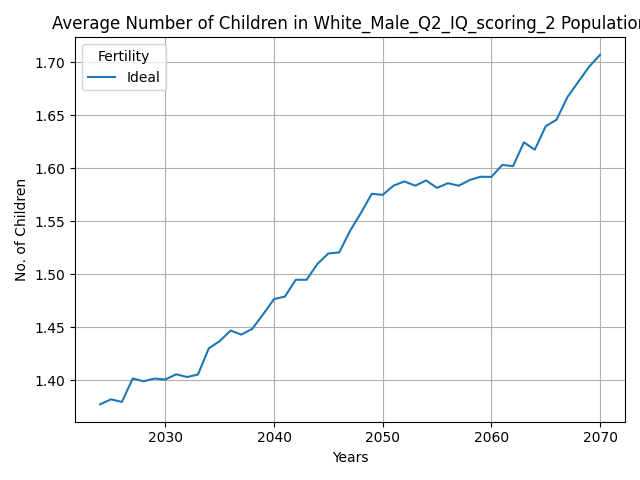 Average Number of Children in White_Male_Q2_IQ_scoring_2 Population
Fertility
Ideal
No. of Children
1.70
1.65
1.60
1.55
1.50
1.45
1.40
2030 2040 2050 2060 2070
Years